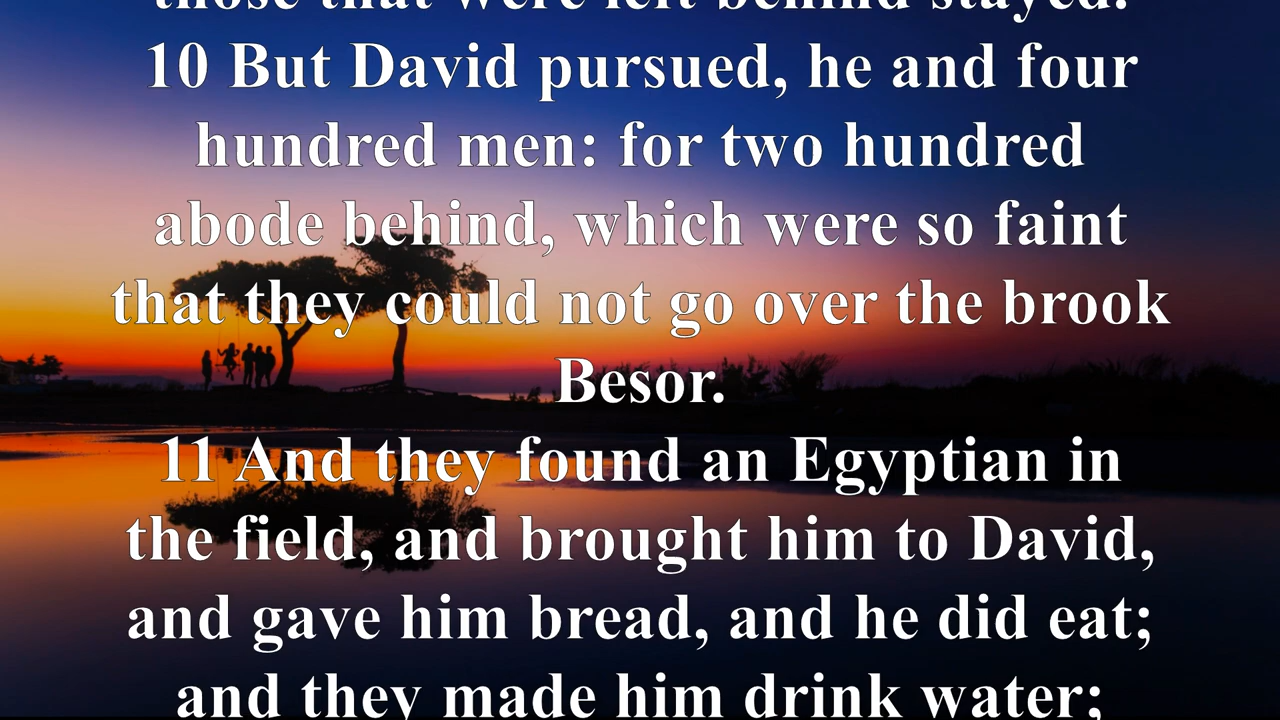 those that were left behind stayed.
10 But David pursued, he and four
hundred men: for two hundred
abode behind, which were so faint
that they could not go over the brook
Besor.
11 And they found an Egyptian in
the field, and brought him to David,
and gave him bread, and he did eat;
and they made him drink water;